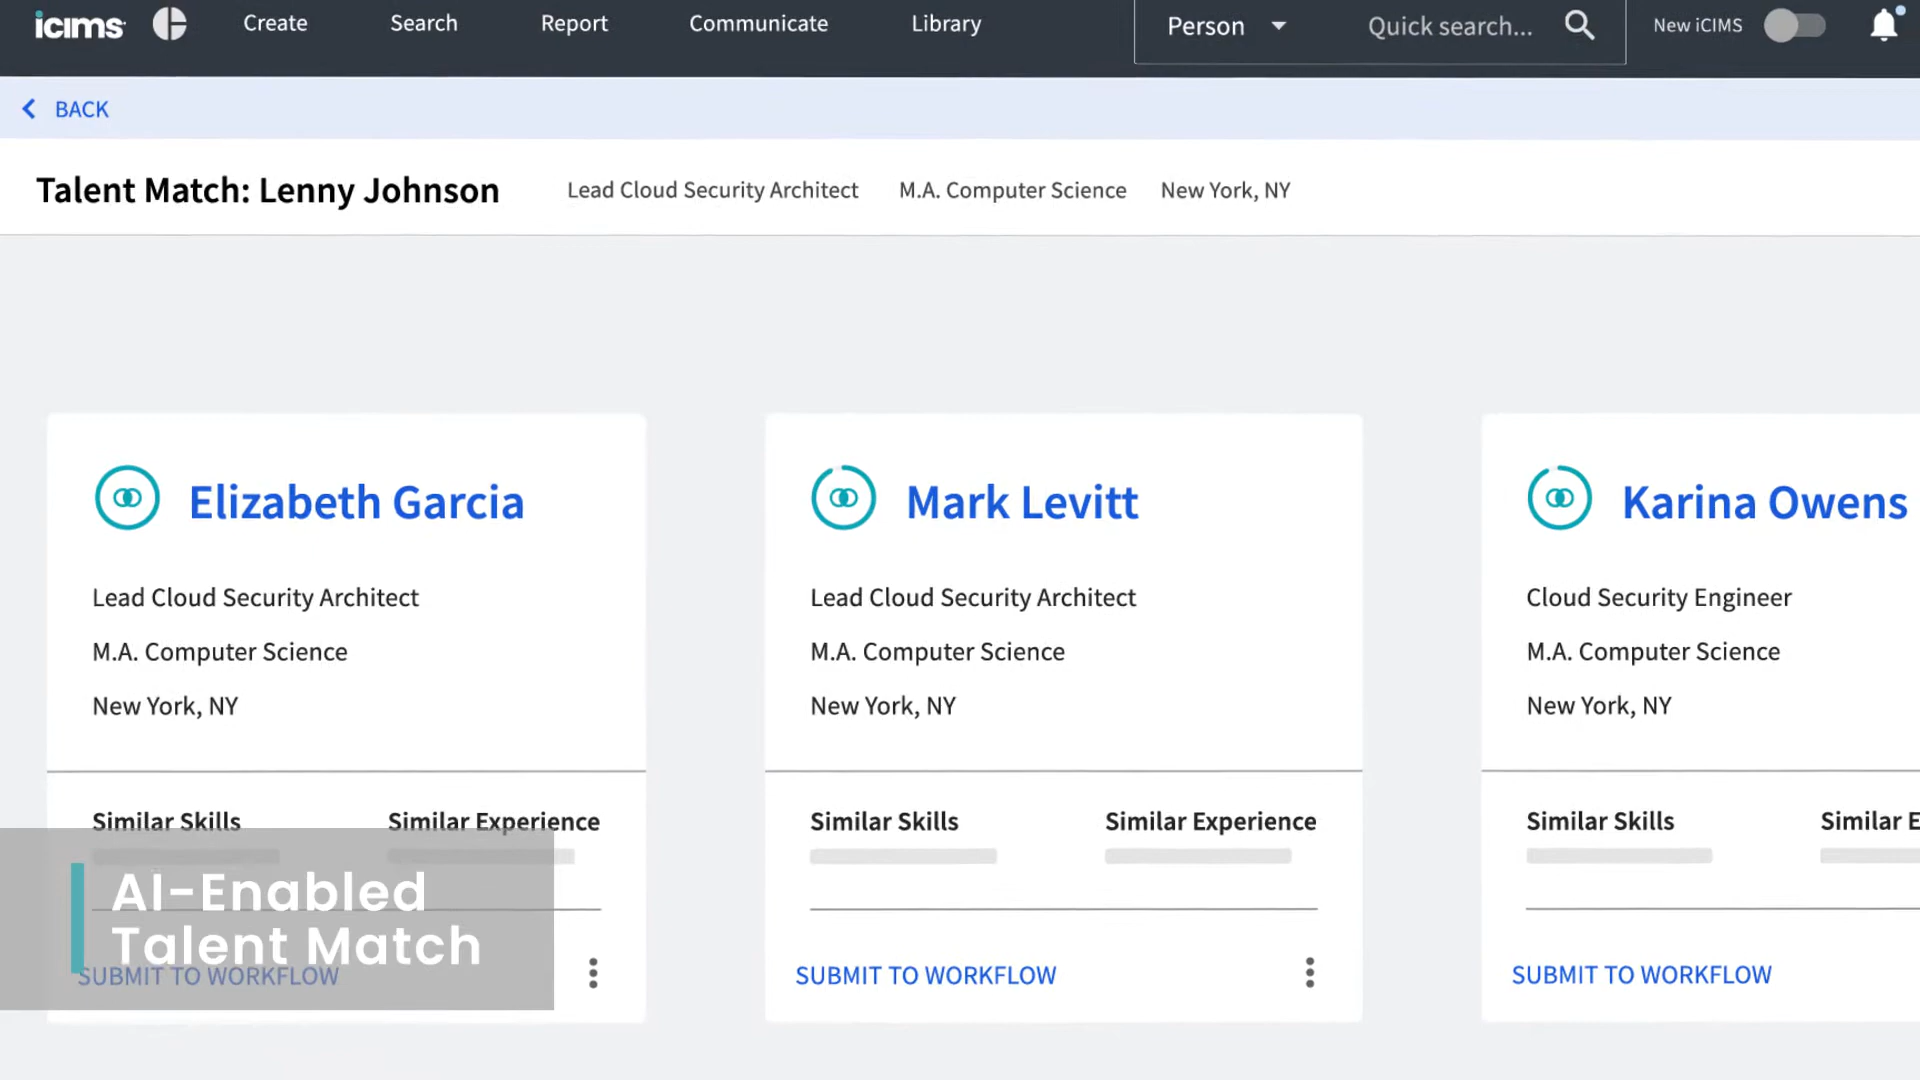 icims
Create Search Report Communicate Library Person Quick search... New iCIMS
BACK
Talent Match: Lenny Johnson Lead Cloud Security Architect M.A. Computer Science New York, NY
Elizabeth Garcia
Lead Cloud Security Architect
M.A. Computer Science
New York, NY
Similar Skills Similar Experience
SUBMIT TO WORKFLOW
Mark Levitt
Lead Cloud Security Architect
M.A. Computer Science
New York, NY
Similar Skills Similar Experience
SUBMIT TO WORKFLOW
Karina Owens
Cloud Security Engineer
M.A. Computer Science
New York, NY
Similar Skills Similar E
SUBMIT TO WORKFLOW
AI-Enabled
Talent Match